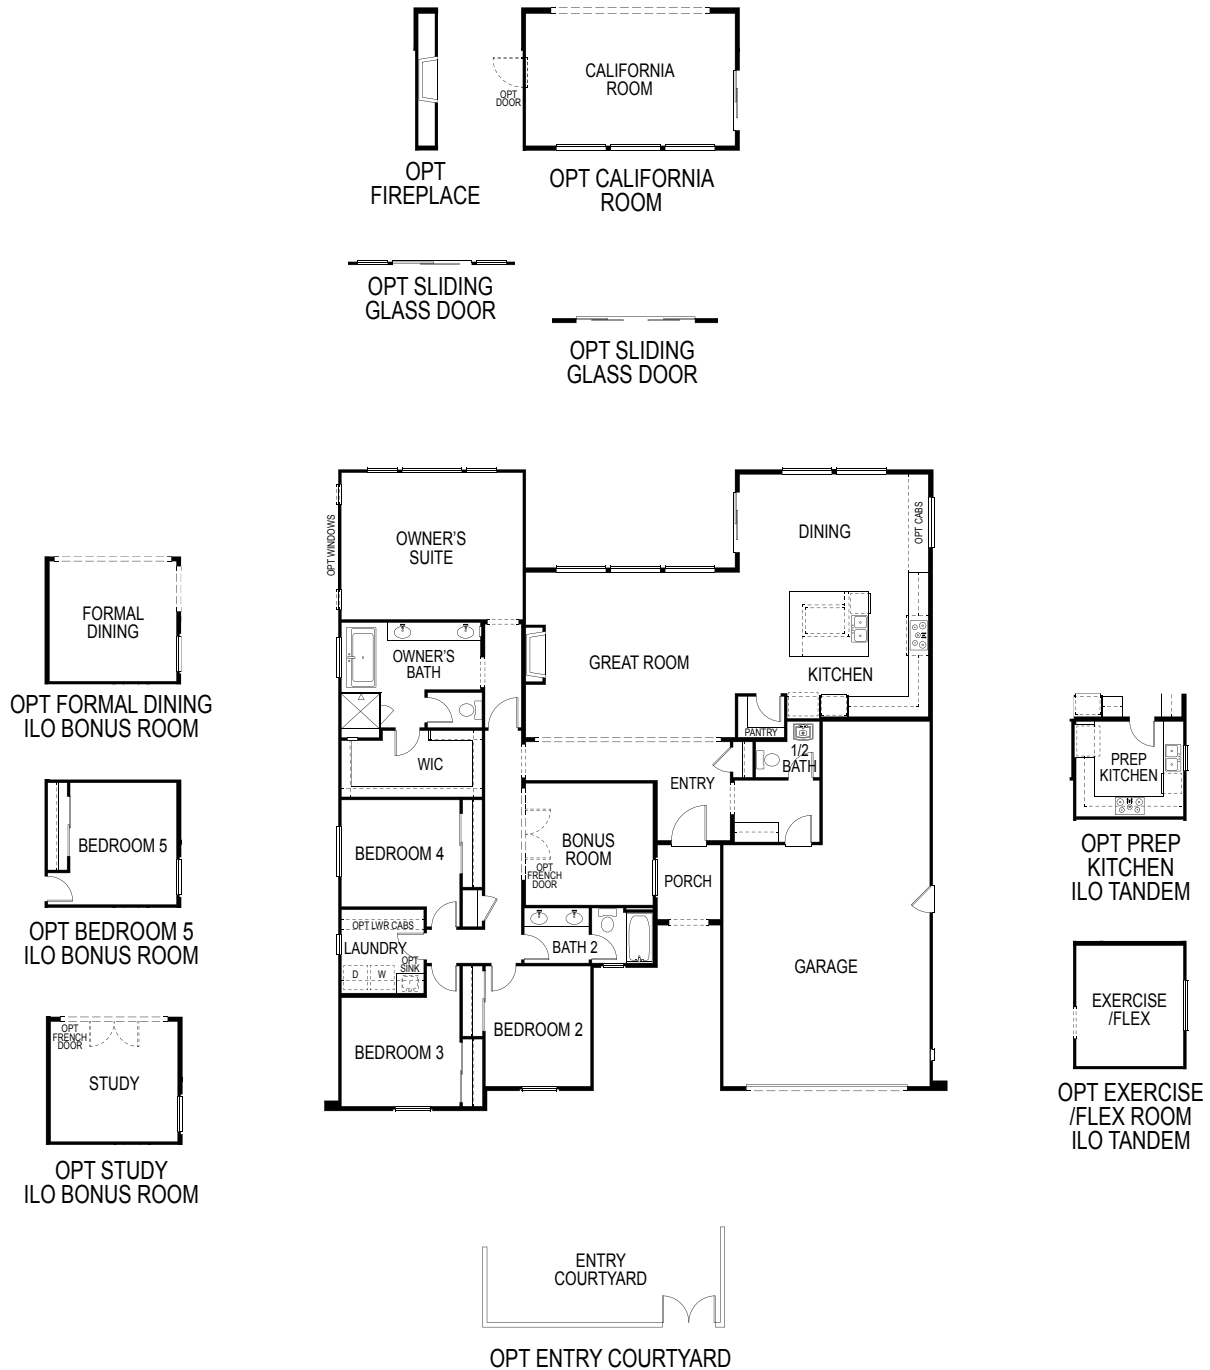 CALIFORNIA
ROOM
OPT
DOOR
OPT
FIREPLACE
OPT CALIFORNIA
ROOM
OPT SLIDING
GLASS DOOR
OPT SLIDING
GLASS DOOR
OPT WINDOWS
OWNER'S
SUITE
DINING
OPT CABS
FORMAL
DINING
OPT FORMAL DINING
ILO BONUS ROOM
OWNER'S
BATH
GREAT ROOM
KITCHEN
PANTRY
WIC
1/2
BATH
ENTRY
PREP
KITCHEN
OPT PREP
KITCHEN
ILO TANDEM
BEDROOM 5
OPT BEDROOM 5
ILO BONUS ROOM
BEDROOM 4
BONUS
ROOM
OPT
FRENCH
DOOR
PORCH
OPT LWR CABS
LAUNDRY
OPT
SINK
D
W
BATH 2
GARAGE
EXERCISE
/FLEX
OPT EXERCISE
/FLEX ROOM
ILO TANDEM
OPT
FRENCH
DOOR
STUDY
OPT STUDY
ILO BONUS ROOM
BEDROOM 3
BEDROOM 2
ENTRY
COURTYARD
OPT ENTRY COURTYARD